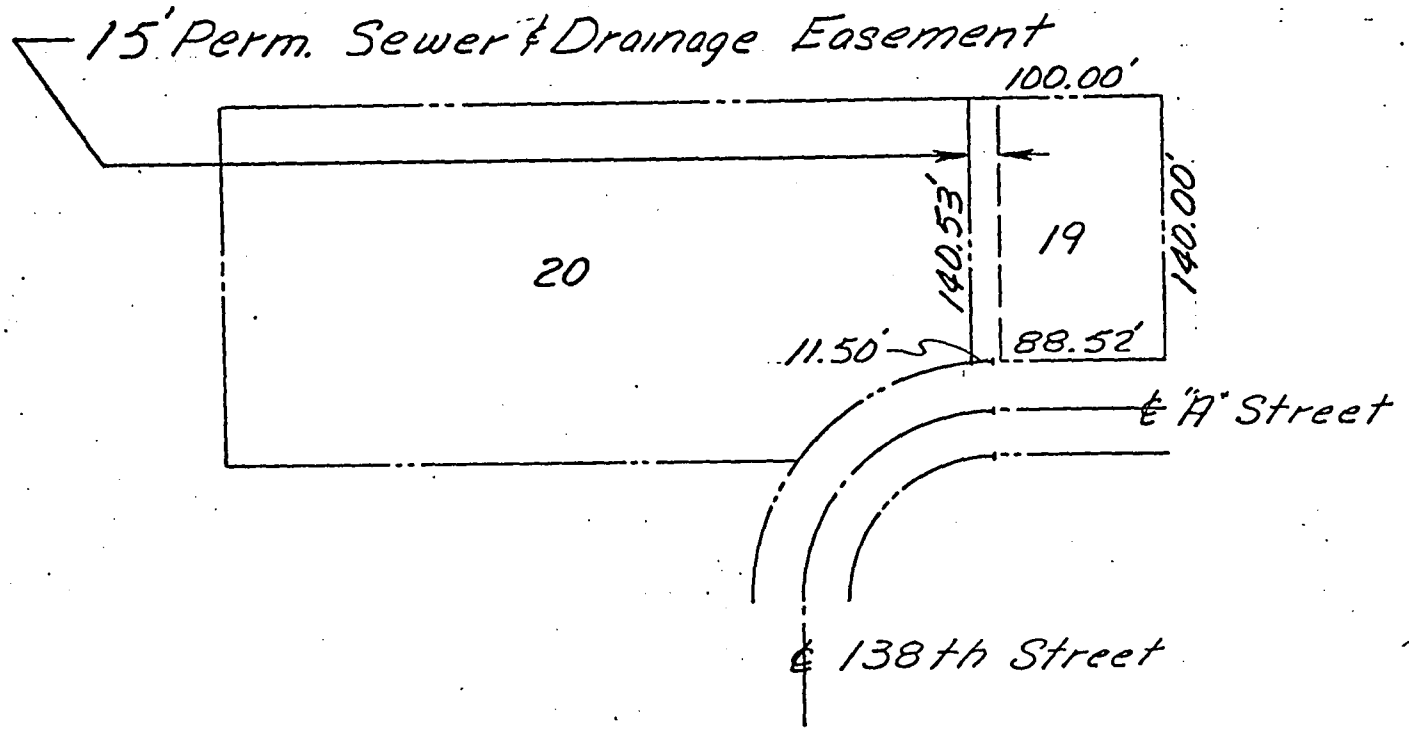 15' Perm. Sewer & Drainage Easement
100.00'
140.53'
19
140.00'
20
11.50'
88.52'
℄ "A" Street
℄ 138th Street